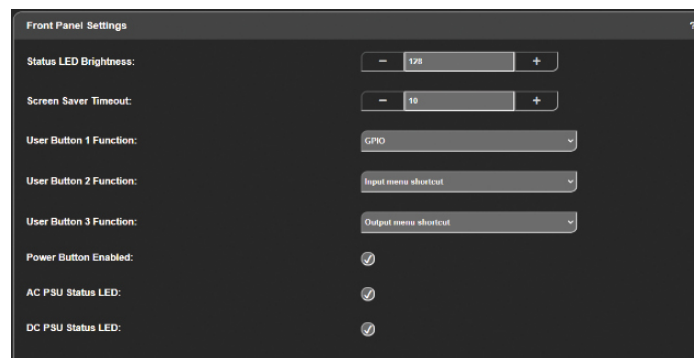 Front Panel Settings ?
Status LED Brightness: − 128 +
Screen Saver Timeout: − 10 +
User Button 1 Function: GPIO
User Button 2 Function: Input menu shortcut
User Button 3 Function: Output menu shortcut
Power Button Enabled:
AC PSU Status LED:
DC PSU Status LED: